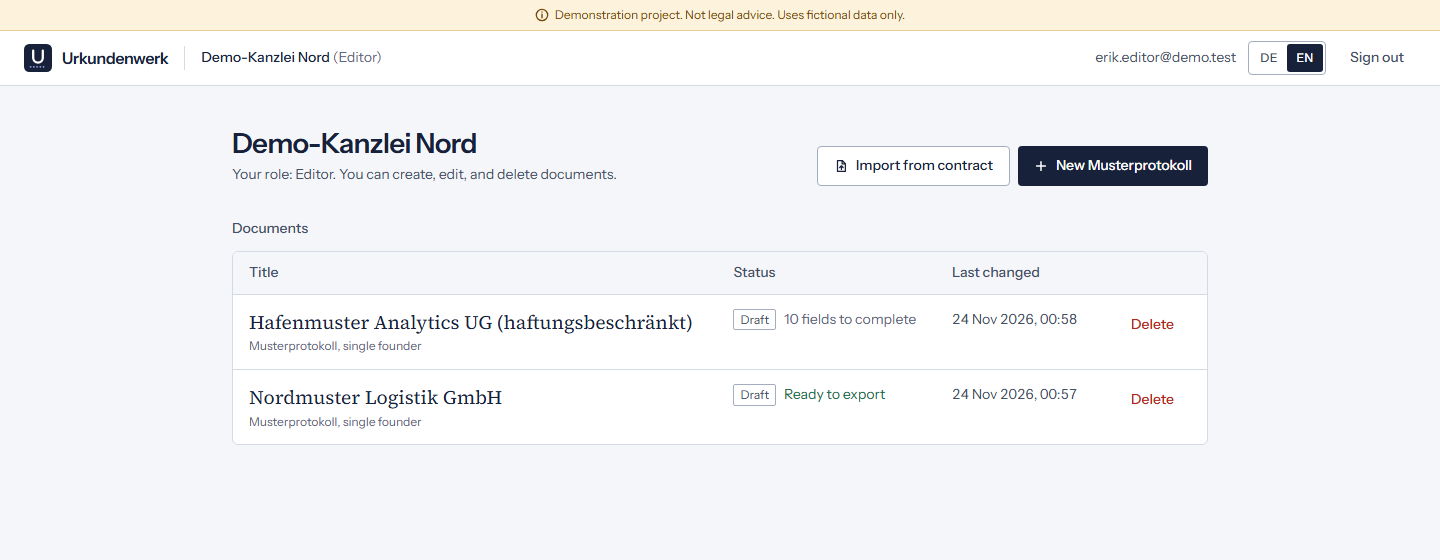 Demonstration project. Not legal advice. Uses fictional data only.
U Urkundenwerk Demo-Kanzlei Nord (Editor) erik.editor@demo.test DE EN Sign out
Demo-Kanzlei Nord
Your role: Editor. You can create, edit, and delete documents.
Import from contract + New Musterprotokoll
Documents
Title Status Last changed
Hafenmuster Analytics UG (haftungsbeschränkt) Draft 10 fields to complete 24 Nov 2026, 00:58 Delete
Musterprotokoll, single founder
Nordmuster Logistik GmbH Draft Ready to export 24 Nov 2026, 00:57 Delete
Musterprotokoll, single founder